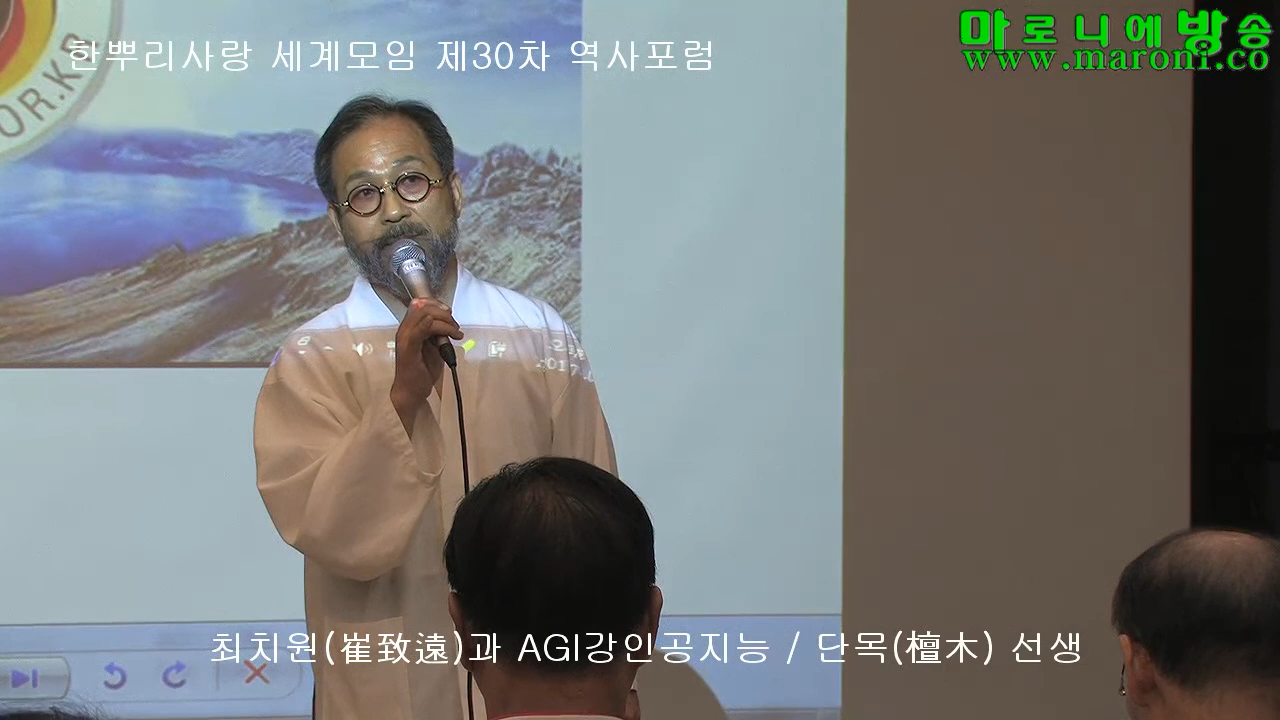 한뿌리사랑 세계모임 제30차 역사포럼
마로니에방송
www.maroni.co
OR.KR
최치원(崔致遠)과 AGI강인공지능 / 단목(檀木) 선생